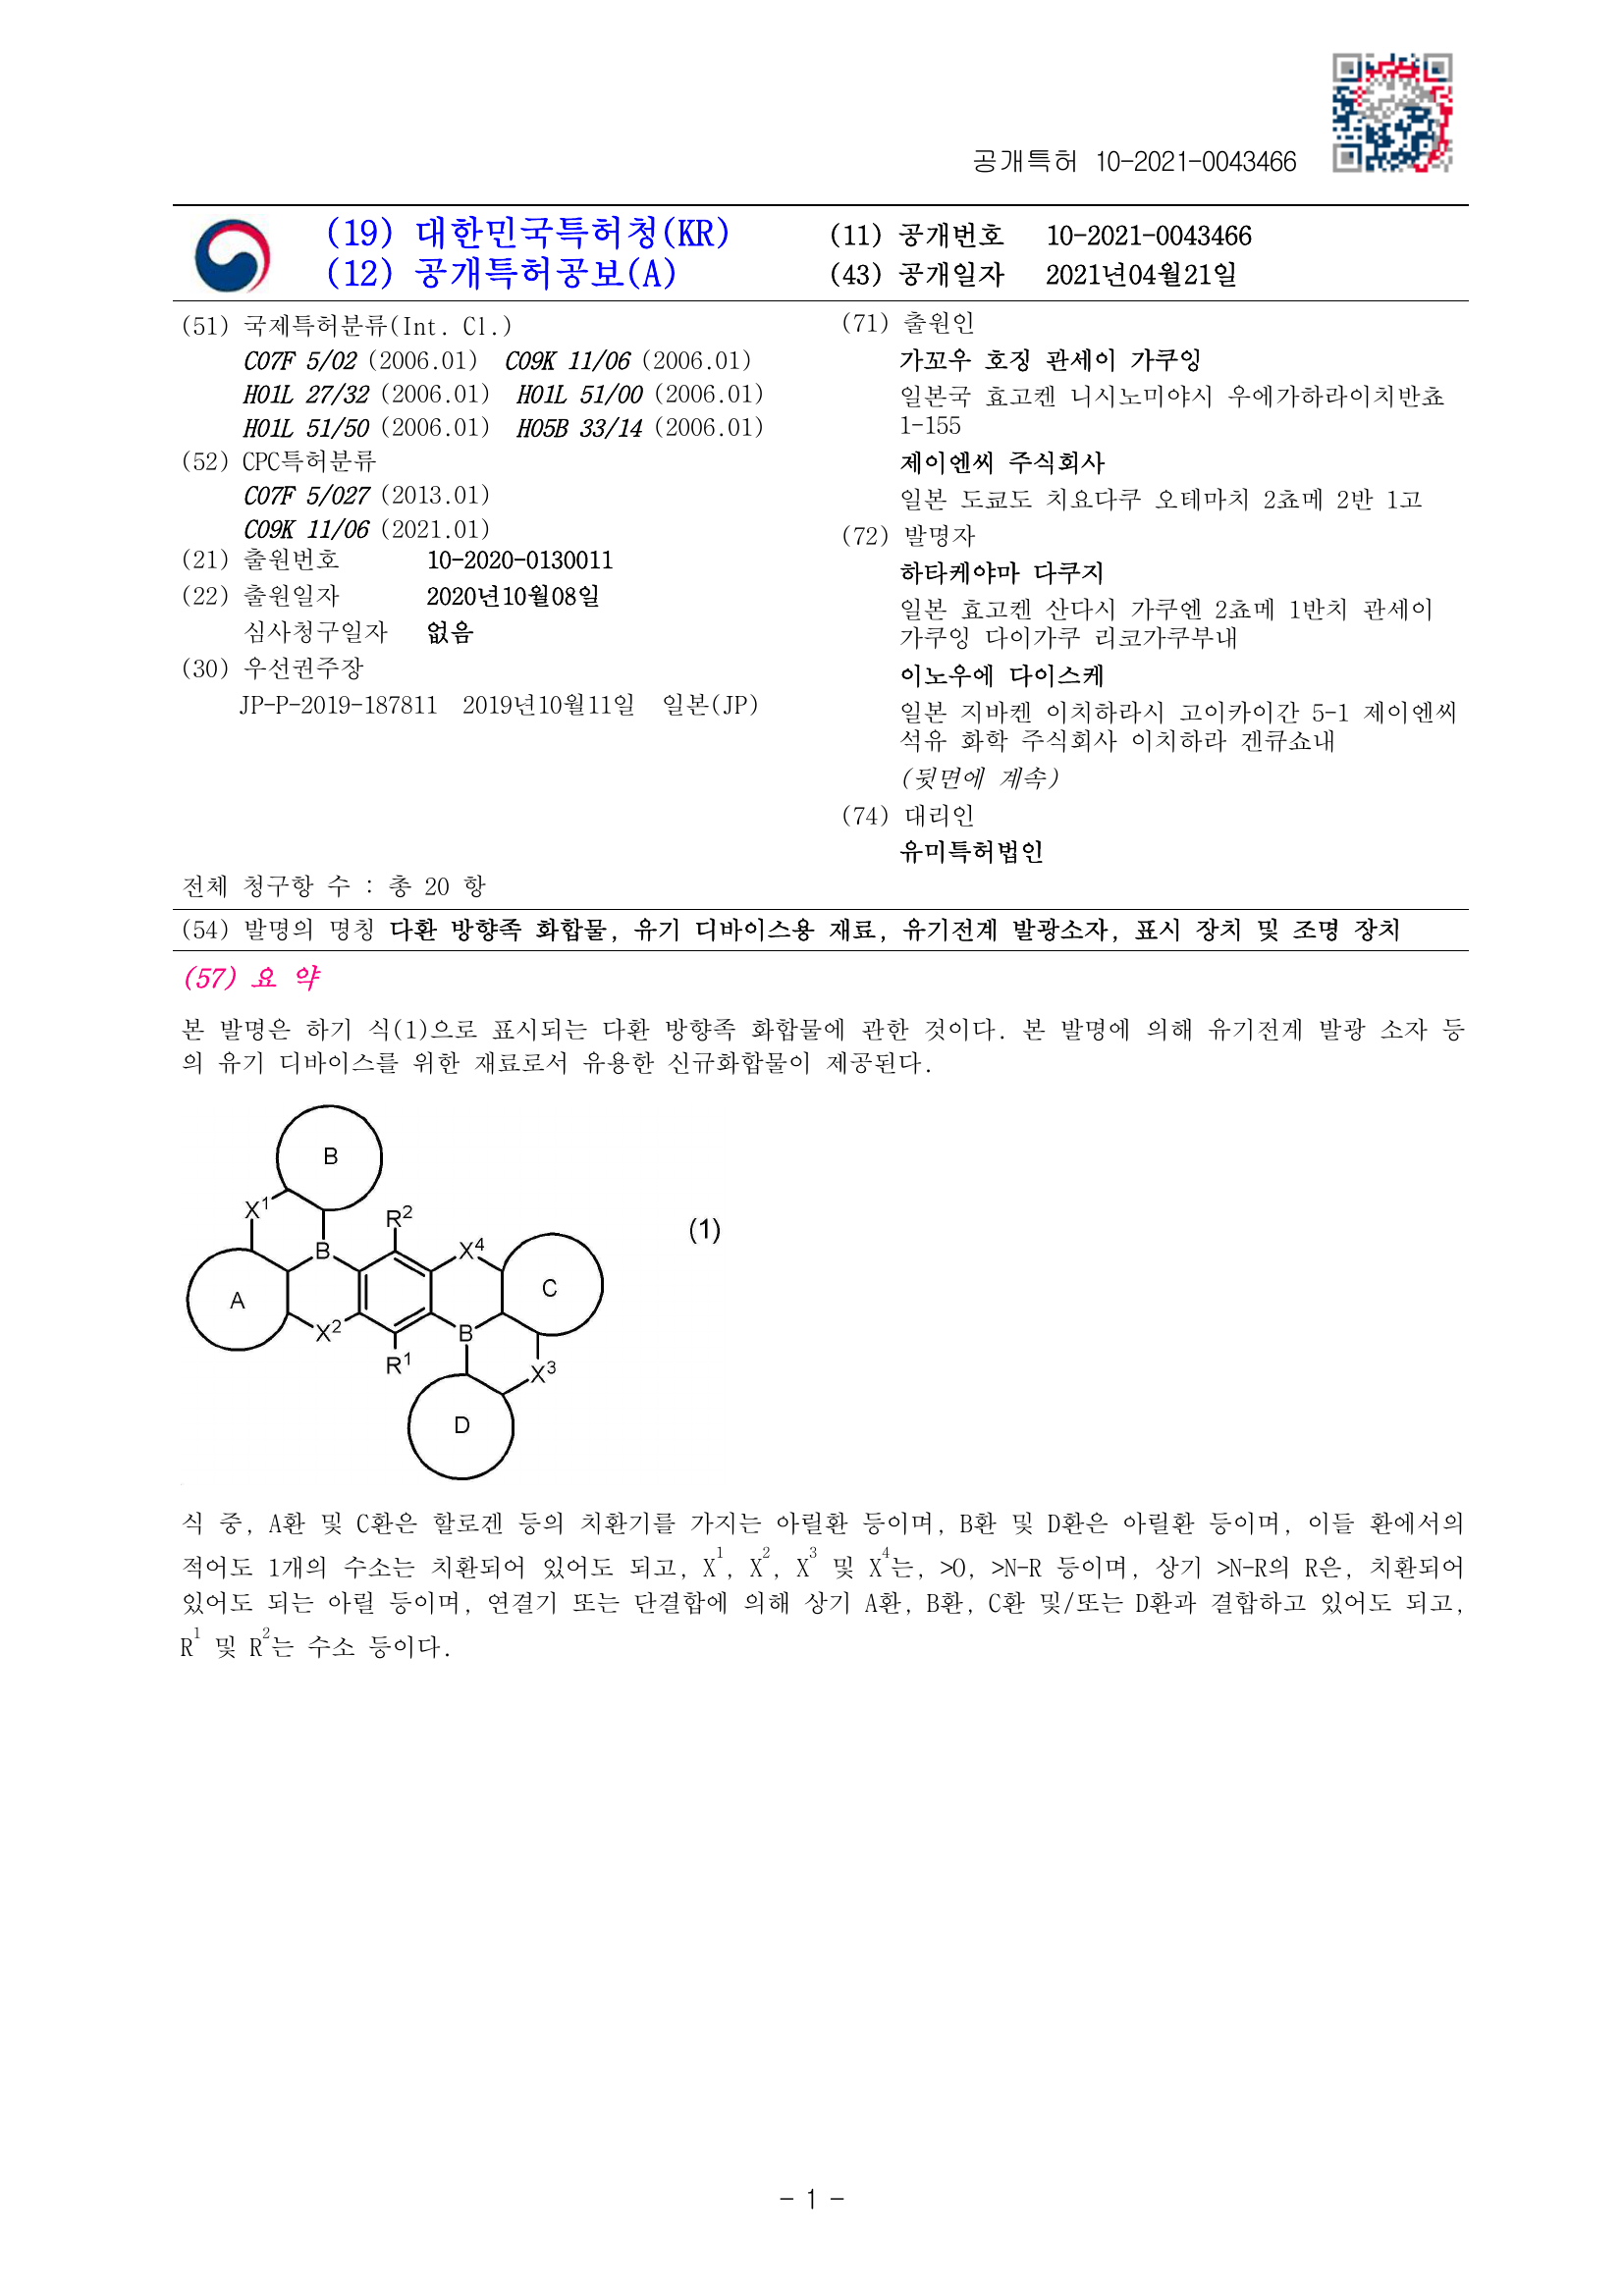 공개특허 10-2021-0043466
(19) 대한민국특허청(KR)
(12) 공개특허공보(A)
(11) 공개번호 10-2021-0043466
(43) 공개일자 2021년04월21일
(51) 국제특허분류(Int. Cl.)
C07F 5/02 (2006.01) C09K 11/06 (2006.01)
H01L 27/32 (2006.01) H01L 51/00 (2006.01)
H01L 51/50 (2006.01) H05B 33/14 (2006.01)
(52) CPC특허분류
C07F 5/027 (2013.01)
C09K 11/06 (2021.01)
(21) 출원번호 10-2020-0130011
(22) 출원일자 2020년10월08일
심사청구일자 없음
(30) 우선권주장
JP-P-2019-187811 2019년10월11일 일본(JP)
(71) 출원인
가꼬우 호징 관세이 가쿠잉
일본국 효고켄 니시노미야시 우에가하라이치반쵸
1-155
제이엔씨 주식회사
일본 도쿄도 치요다쿠 오테마치 2쵸메 2반 1고
(72) 발명자
하타케야마 다쿠지
일본 효고켄 산다시 가쿠엔 2쵸메 1반치 관세이
가쿠잉 다이가쿠 리코가쿠부내
이노우에 다이스케
일본 지바켄 이치하라시 고이카이간 5-1 제이엔씨
석유 화학 주식회사 이치하라 겐큐쇼내
(뒷면에 계속)
(74) 대리인
유미특허법인
전체 청구항 수 : 총 20 항
(54) 발명의 명칭 다환 방향족 화합물, 유기 디바이스용 재료, 유기전계 발광소자, 표시 장치 및 조명 장치
(57) 요 약
본 발명은 하기 식(1)으로 표시되는 다환 방향족 화합물에 관한 것이다. 본 발명에 의해 유기전계 발광 소자 등
의 유기 디바이스를 위한 재료로서 유용한 신규화합물이 제공된다.
B
X¹
R²
(1)
B
X⁴
A
C
X²
B
R¹
X³
D
식 중, A환 및 C환은 할로겐 등의 치환기를 가지는 아릴환 등이며, B환 및 D환은 아릴환 등이며, 이들 환에서의
적어도 1개의 수소는 치환되어 있어도 되고, X¹, X², X³ 및 X⁴는, >O, >N-R 등이며, 상기 >N-R의 R은, 치환되어
있어도 되는 아릴 등이며, 연결기 또는 단결합에 의해 상기 A환, B환, C환 및/또는 D환과 결합하고 있어도 되고,
R¹ 및 R²는 수소 등이다.
- 1 -